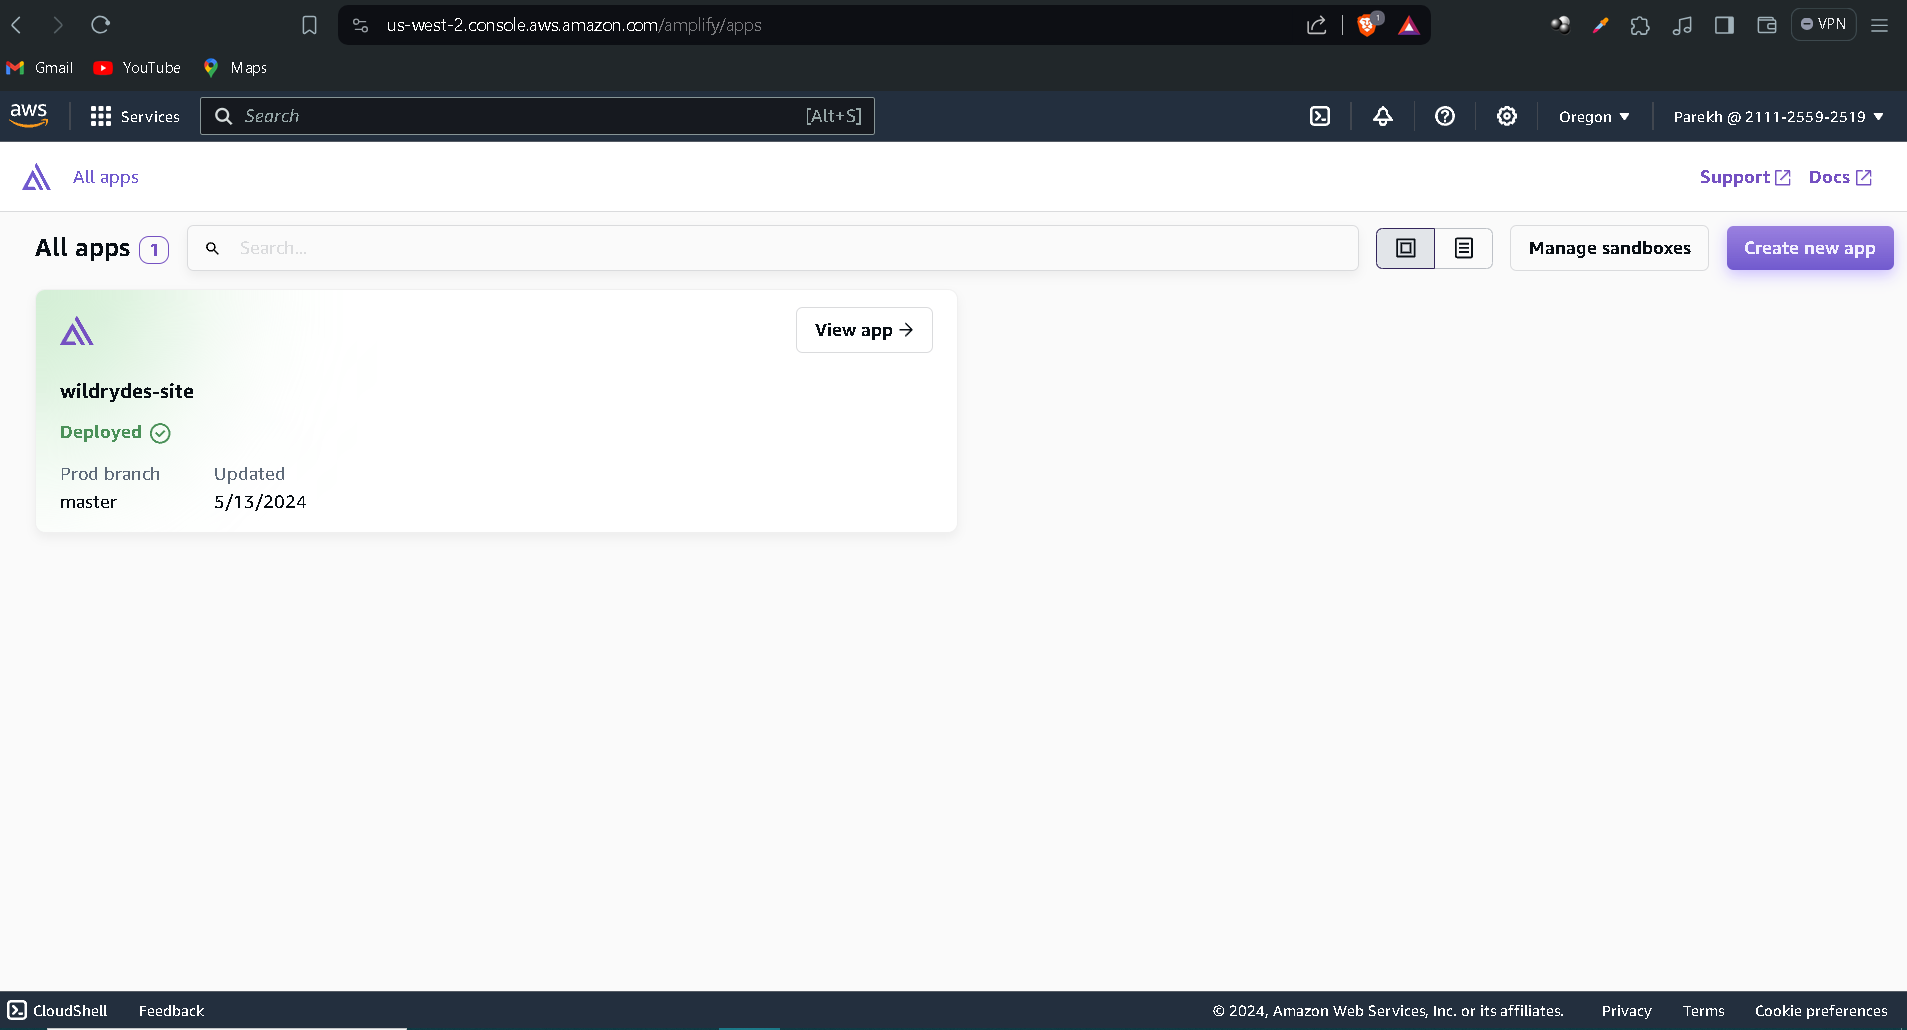 us-west-2.console.aws.amazon.com/amplify/apps
1
VPN
Gmail
YouTube
Maps
aws
Services
Search
[Alt+S]
Oregon
Parekh @ 2111-2559-2519
All apps
Support
Docs
All apps 1
Search...
Manage sandboxes
Create new app
View app
wildrydes-site
Deployed
Prod branch
Updated
master
5/13/2024
CloudShell
Feedback
© 2024, Amazon Web Services, Inc. or its affiliates.
Privacy
Terms
Cookie preferences